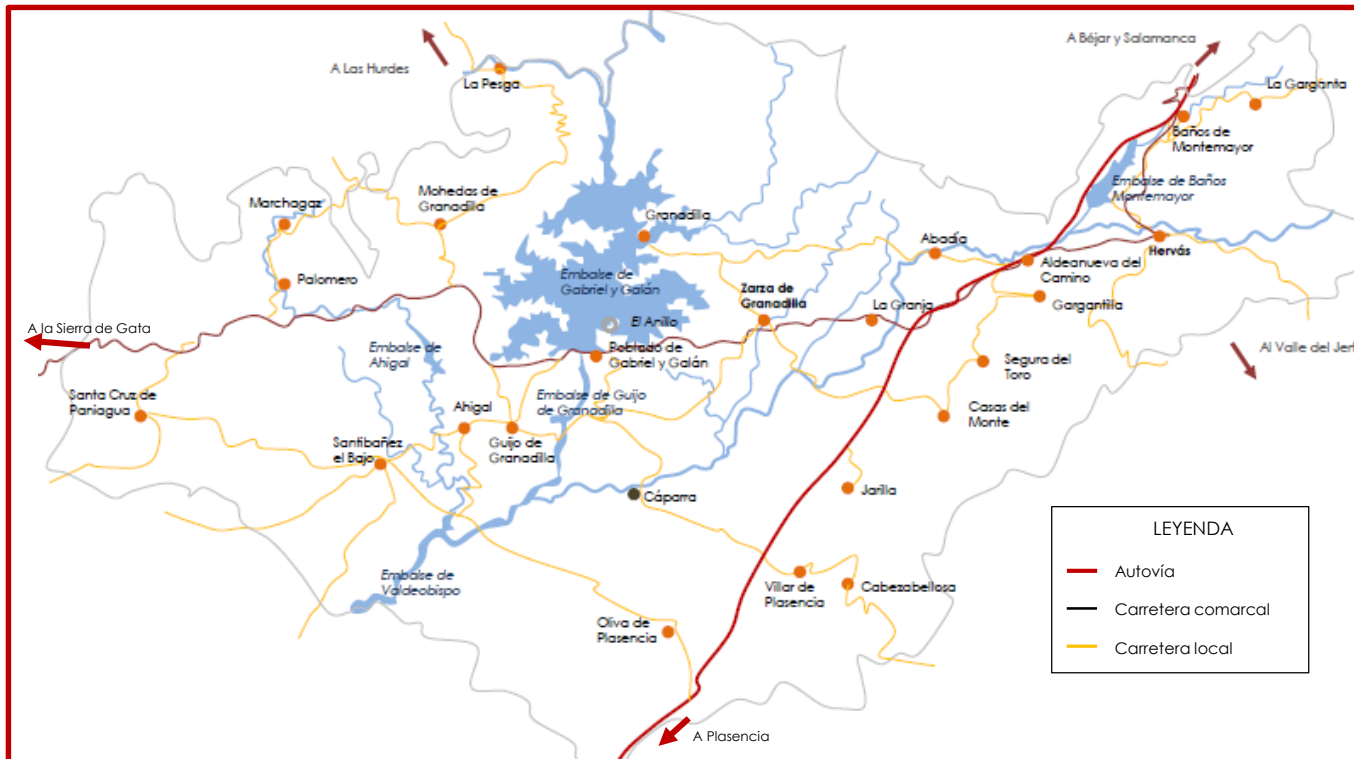 A Béjar y Salamanca
A Las Hurdes
La Pesga
La Garganta
Baños de
Montemayor
Embalse de Baños
Montemayor
Marchagaz
Mohedas de
Granadilla
Granadilla
Abadía
Hervás
Aldeanueva del
Camino
Palomero
Embalse de
Gabriel y Galán
Zarza de
Granadilla
La Granja
Gargantilla
A la Sierra de Gata
El Anillo
Embalse de
Ahigal
Poblado de
Gabriel y Galán
Segura del
Toro
Al Valle del Jert
Santa Cruz de
Paniagua
Embalse de Guijo
de Granadilla
Ahigal
Guijo de
Granadilla
Casas del
Monte
Santibañez
el Bajo
Cáparra
Jarilla
Embalse de
Valdeobispo
Villar de
Plasencia
Cabezabellosa
Oliva de
Plasencia
A Plasencia
LEYENDA
Autovía
Carretera comarcal
Carretera local